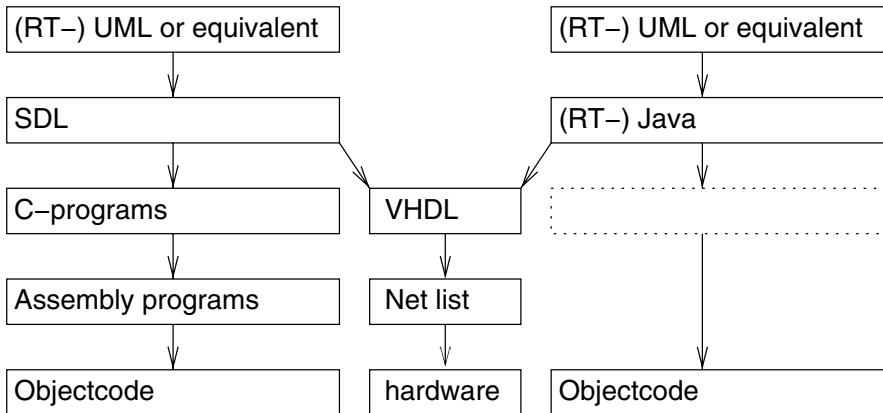 (RT−) UML or equivalent
(RT−) UML or equivalent
SDL
(RT−) Java
C−programs
VHDL
Assembly programs
Net list
Objectcode
hardware
Objectcode